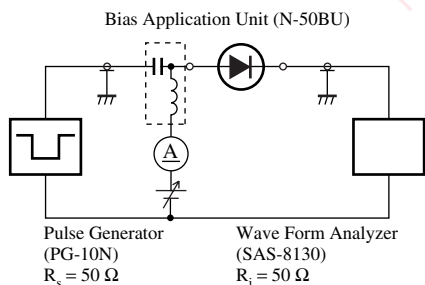 Bias Application Unit (N-50BU)
A
Pulse Generator
(PG-10N)
Rs = 50 Ω
Wave Form Analyzer
(SAS-8130)
Ri = 50 Ω